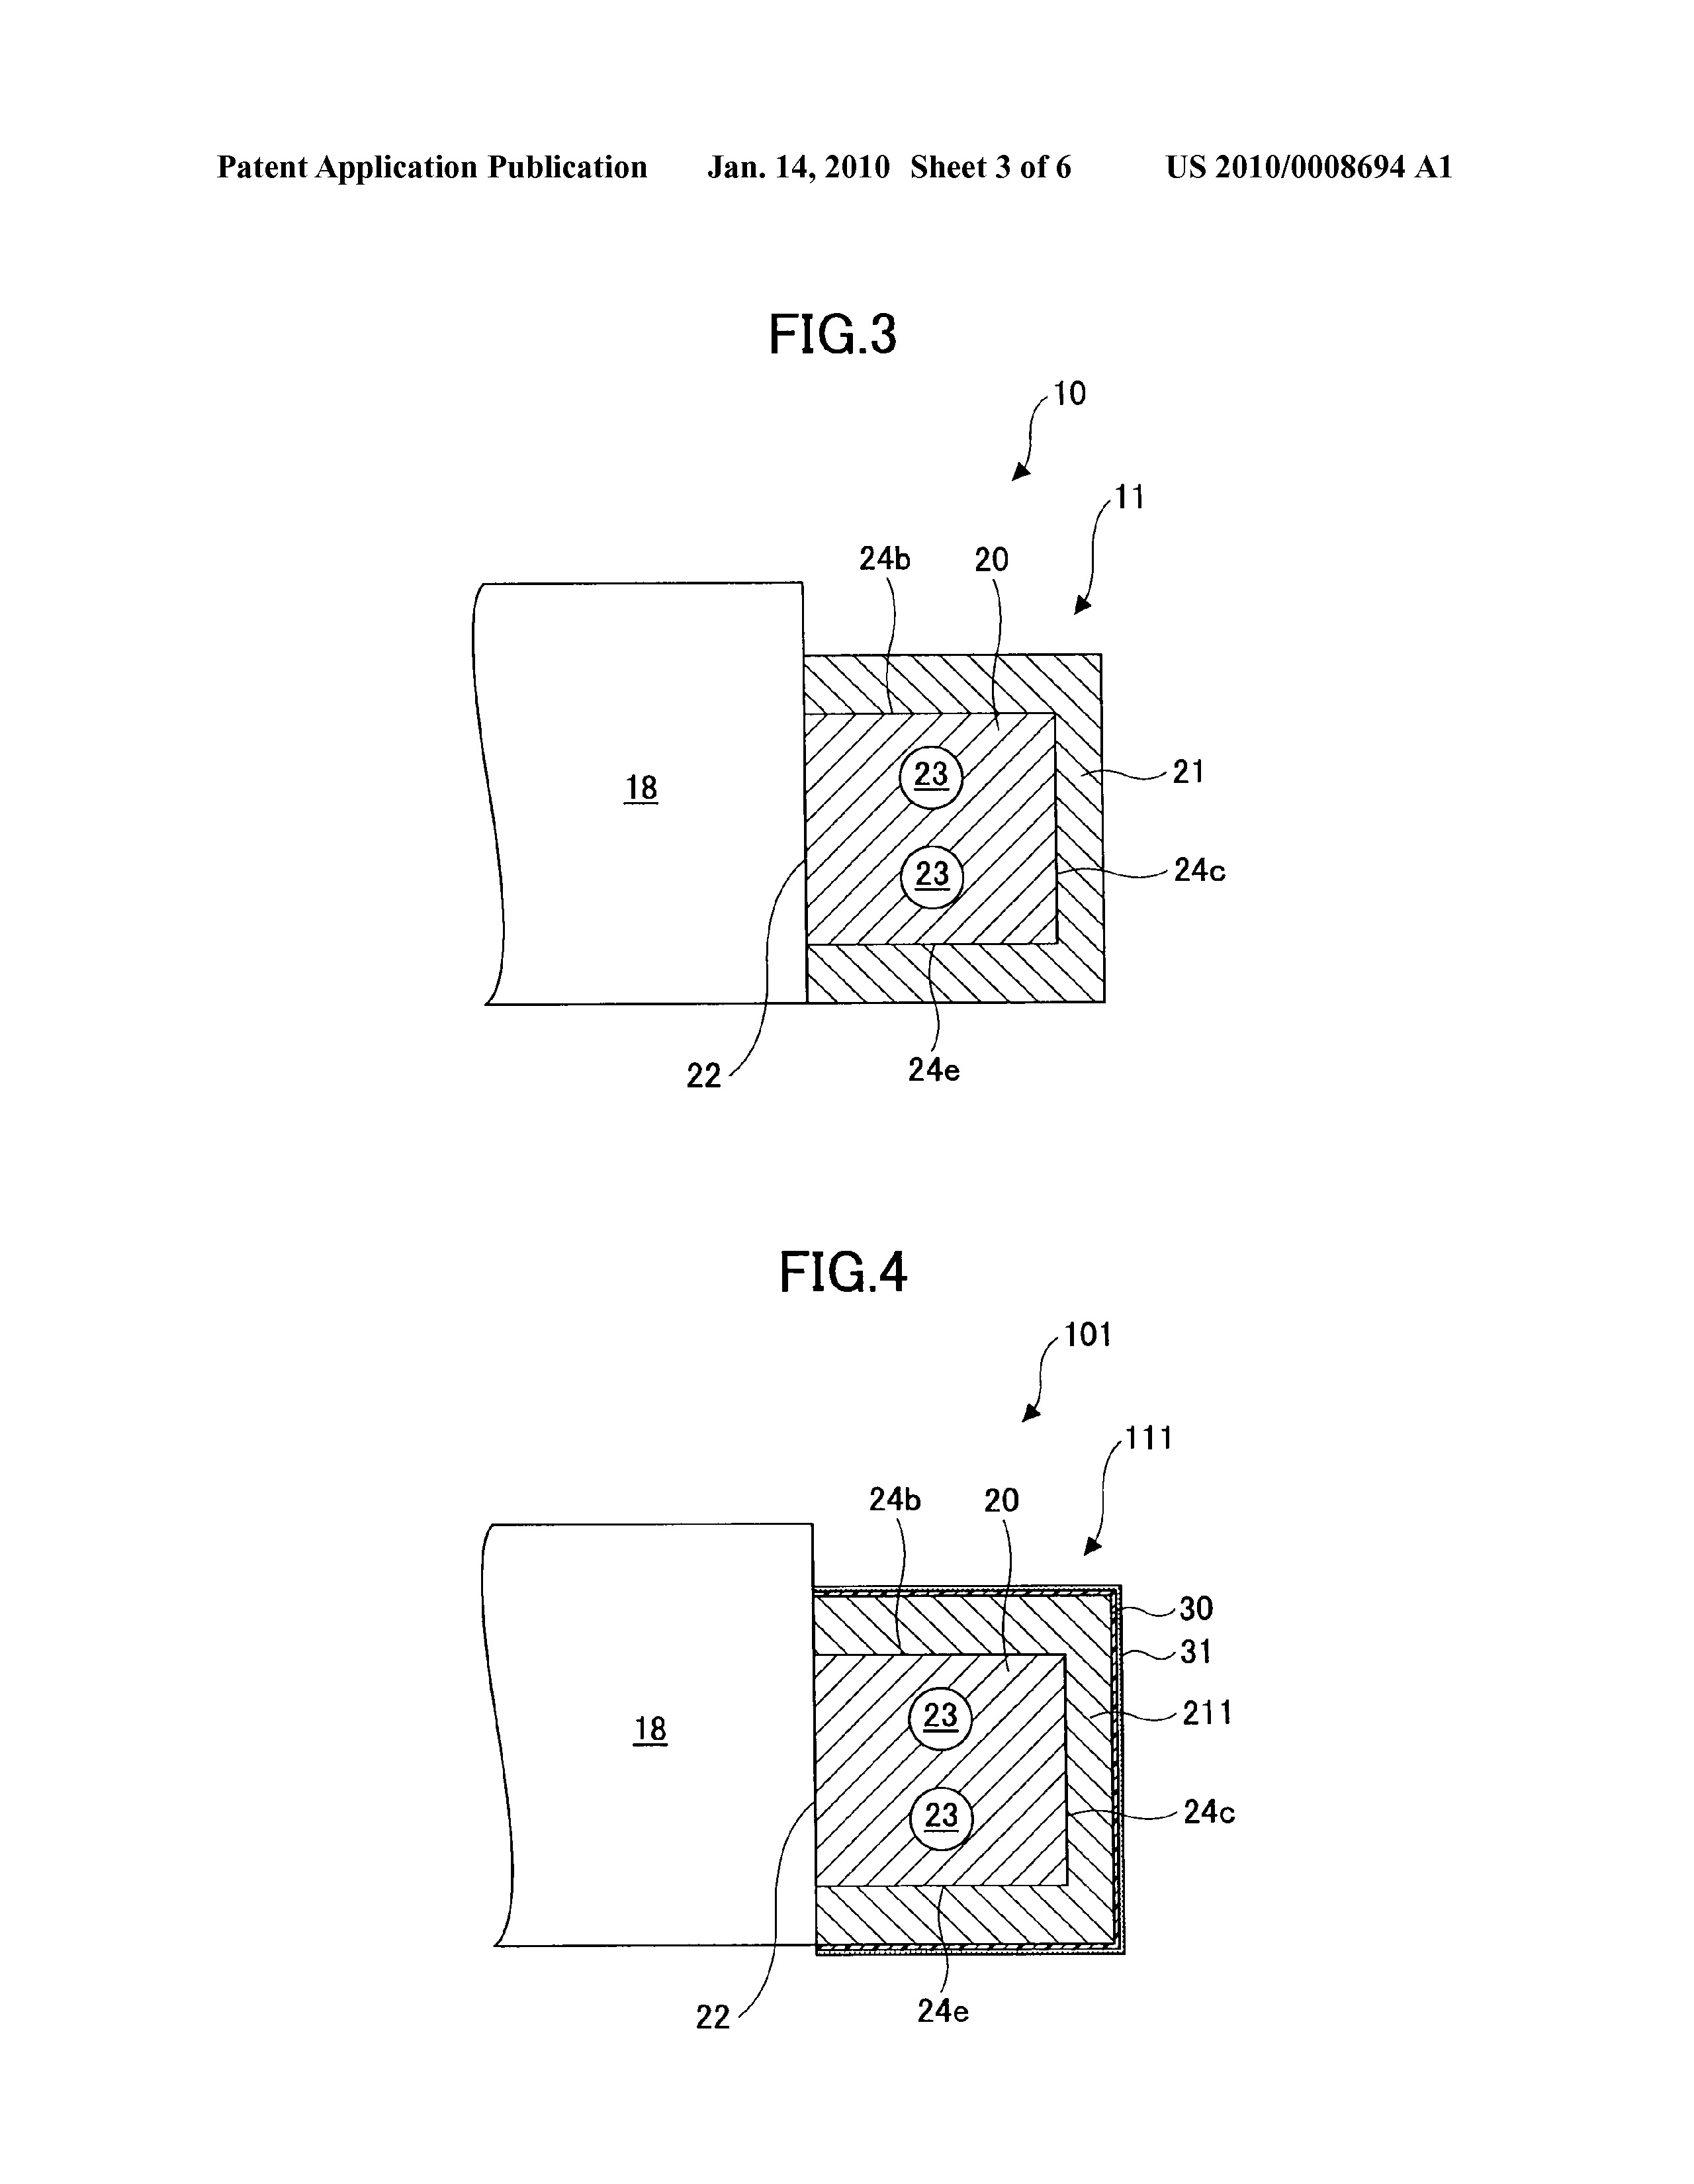 Patent Application Publication Jan. 14, 2010 Sheet 3 of 6 US 2010/0008694 A1
FIG.3
10
11
24b 20
23
18
21
23
24c
22
24e
FIG.4
101
111
24b 20
30
31
23
18
211
23
24c
22
24e